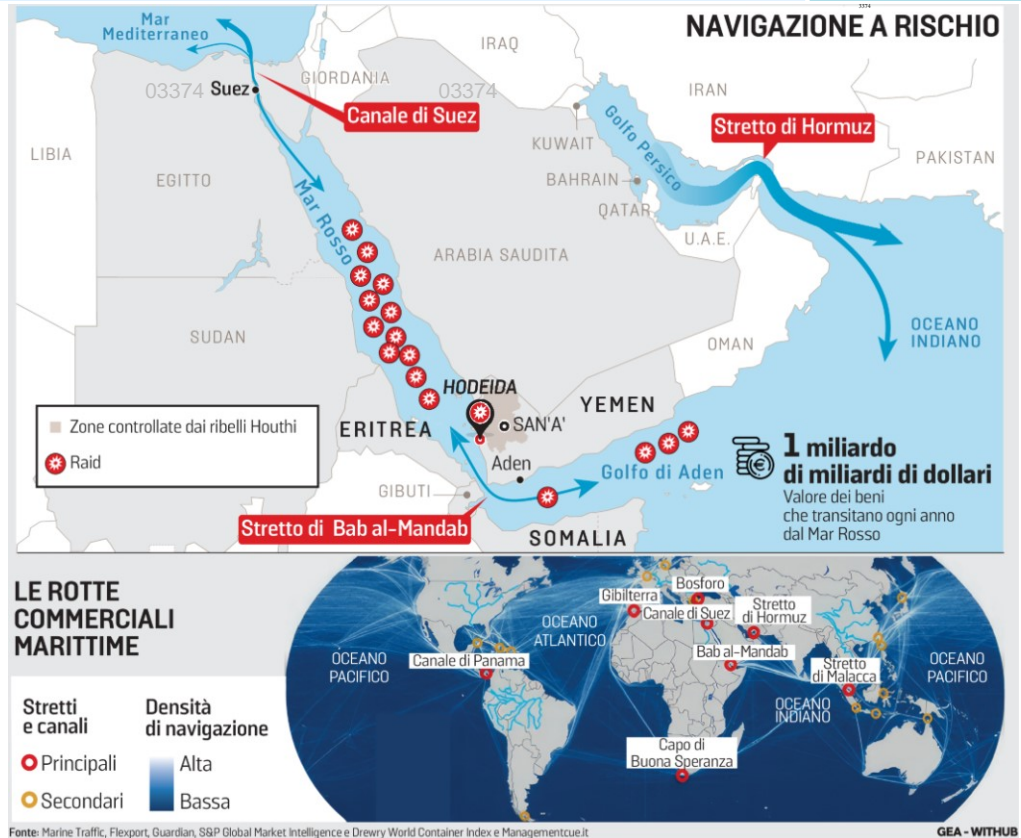 3374
NAVIGAZIONE A RISCHIO
Mar
Mediterraneo
IRAQ
GIORDANIA
03374
Suez
03374
IRAN
Canale di Suez
KUWAIT
Golfo Persico
Stretto di Hormuz
LIBIA
PAKISTAN
EGITTO
BAHRAIN
QATAR
Mar Rosso
U.A.E.
ARABIA SAUDITA
SUDAN
OCEANO
INDIANO
OMAN
HODEIDA
YEMEN
SAN'A'
ERITREA
Zone controllate dai ribelli Houthi
Raid
Aden
Golfo di Aden
GIBUTI
Stretto di Bab al-Mandab
SOMALIA
1 miliardo
di miliardi di dollari
Valore dei beni
che transitano ogni anno
dal Mar Rosso
LE ROTTE
COMMERCIALI
MARITTIME
Stretti
e canali
Principali
Secondari
Densità
di navigazione
Alta
Bassa
Bosforo
Gibilterra
Canale di Suez
Stretto
di Hormuz
OCEANO
ATLANTICO
Bab al-Mandab
OCEANO
PACIFICO
Canale di Panama
Stretto
di Malacca
OCEANO
PACIFICO
OCEANO
INDIANO
Capo di
Buona Speranza
Fonte: Marine Traffic, Flexport, Guardian, S&P Global Market Intelligence e Drewry World Container Index e Managementcue.it
GEA - WITHUB